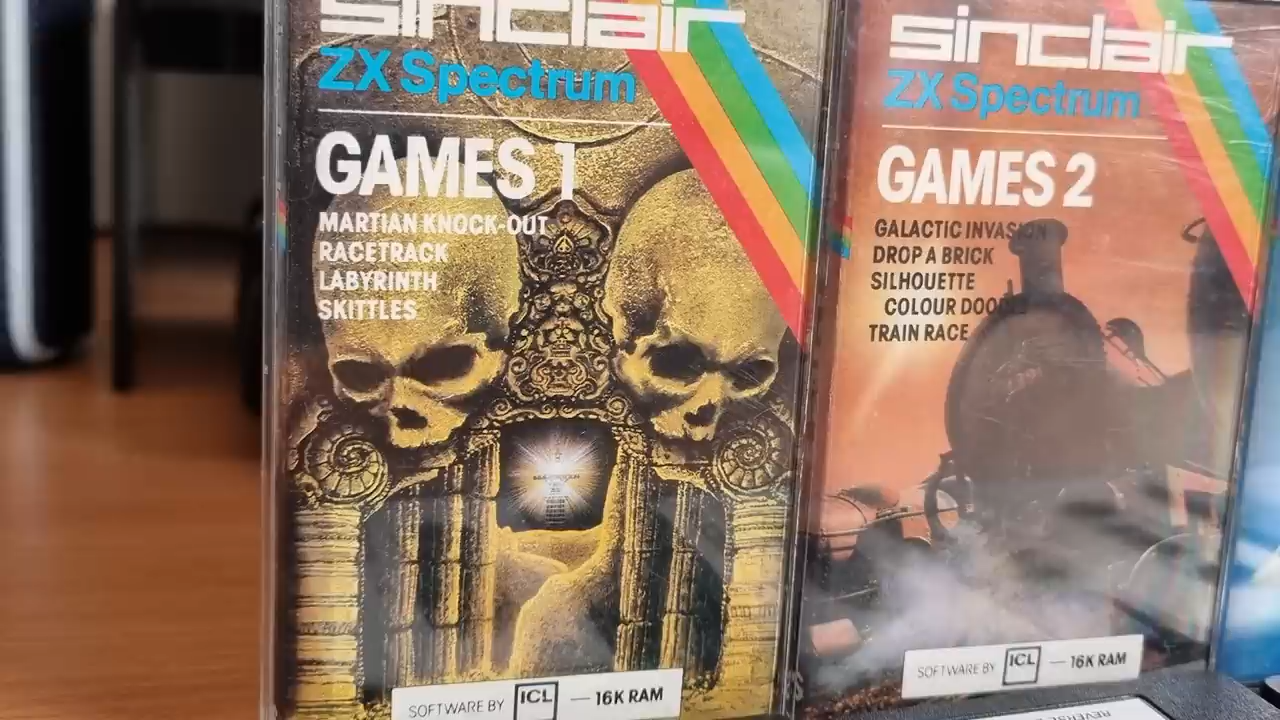 sinclair
ZX Spectrum
GAMES 1
MARTIAN KNOCK-OUT
RACETRACK
LABYRINTH
SKITTLES
SOFTWARE BY ICL — 16K RAM
sinclair
ZX Spectrum
GAMES 2
GALACTIC INVASION
DROP A BRICK
SILHOUETTE
COLOUR DOODLE
TRAIN RACE
SOFTWARE BY ICL — 16K RAM
REVERSE